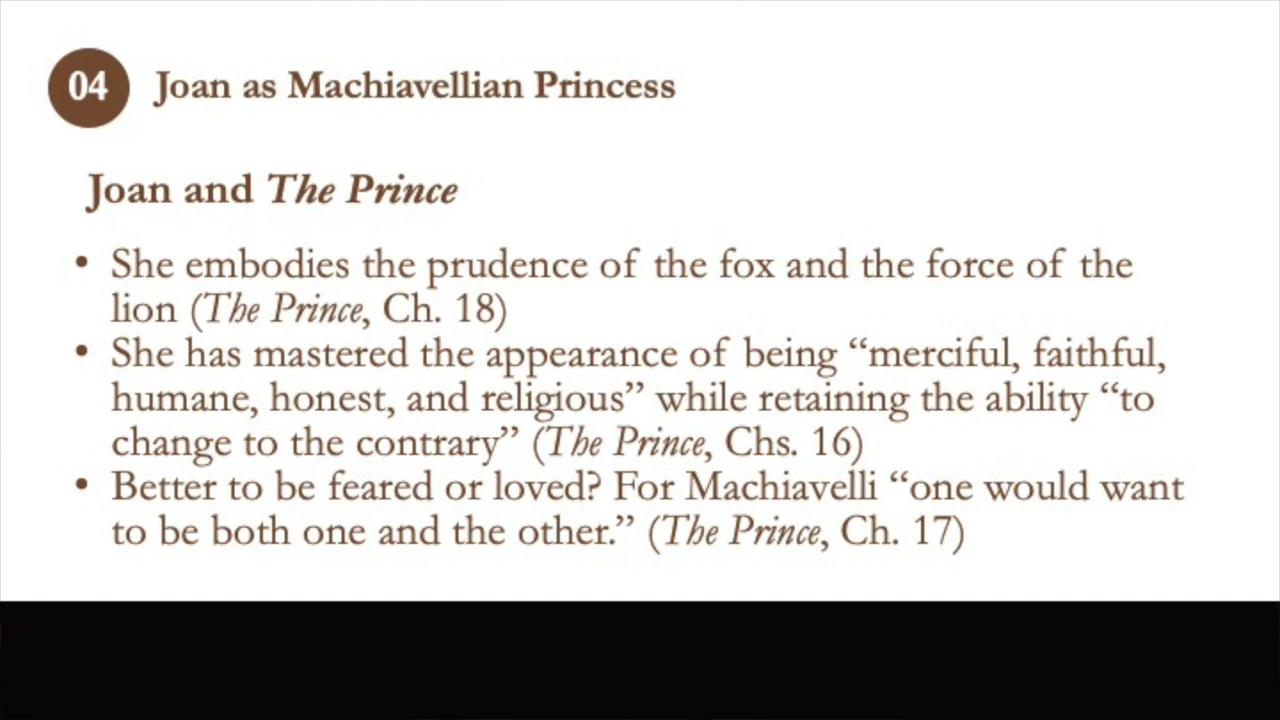 04 Joan as Machiavellian Princess
Joan and The Prince
• She embodies the prudence of the fox and the force of the
lion (The Prince, Ch. 18)
• She has mastered the appearance of being “merciful, faithful,
humane, honest, and religious” while retaining the ability “to
change to the contrary” (The Prince, Chs. 16)
• Better to be feared or loved? For Machiavelli “one would want
to be both one and the other.” (The Prince, Ch. 17)